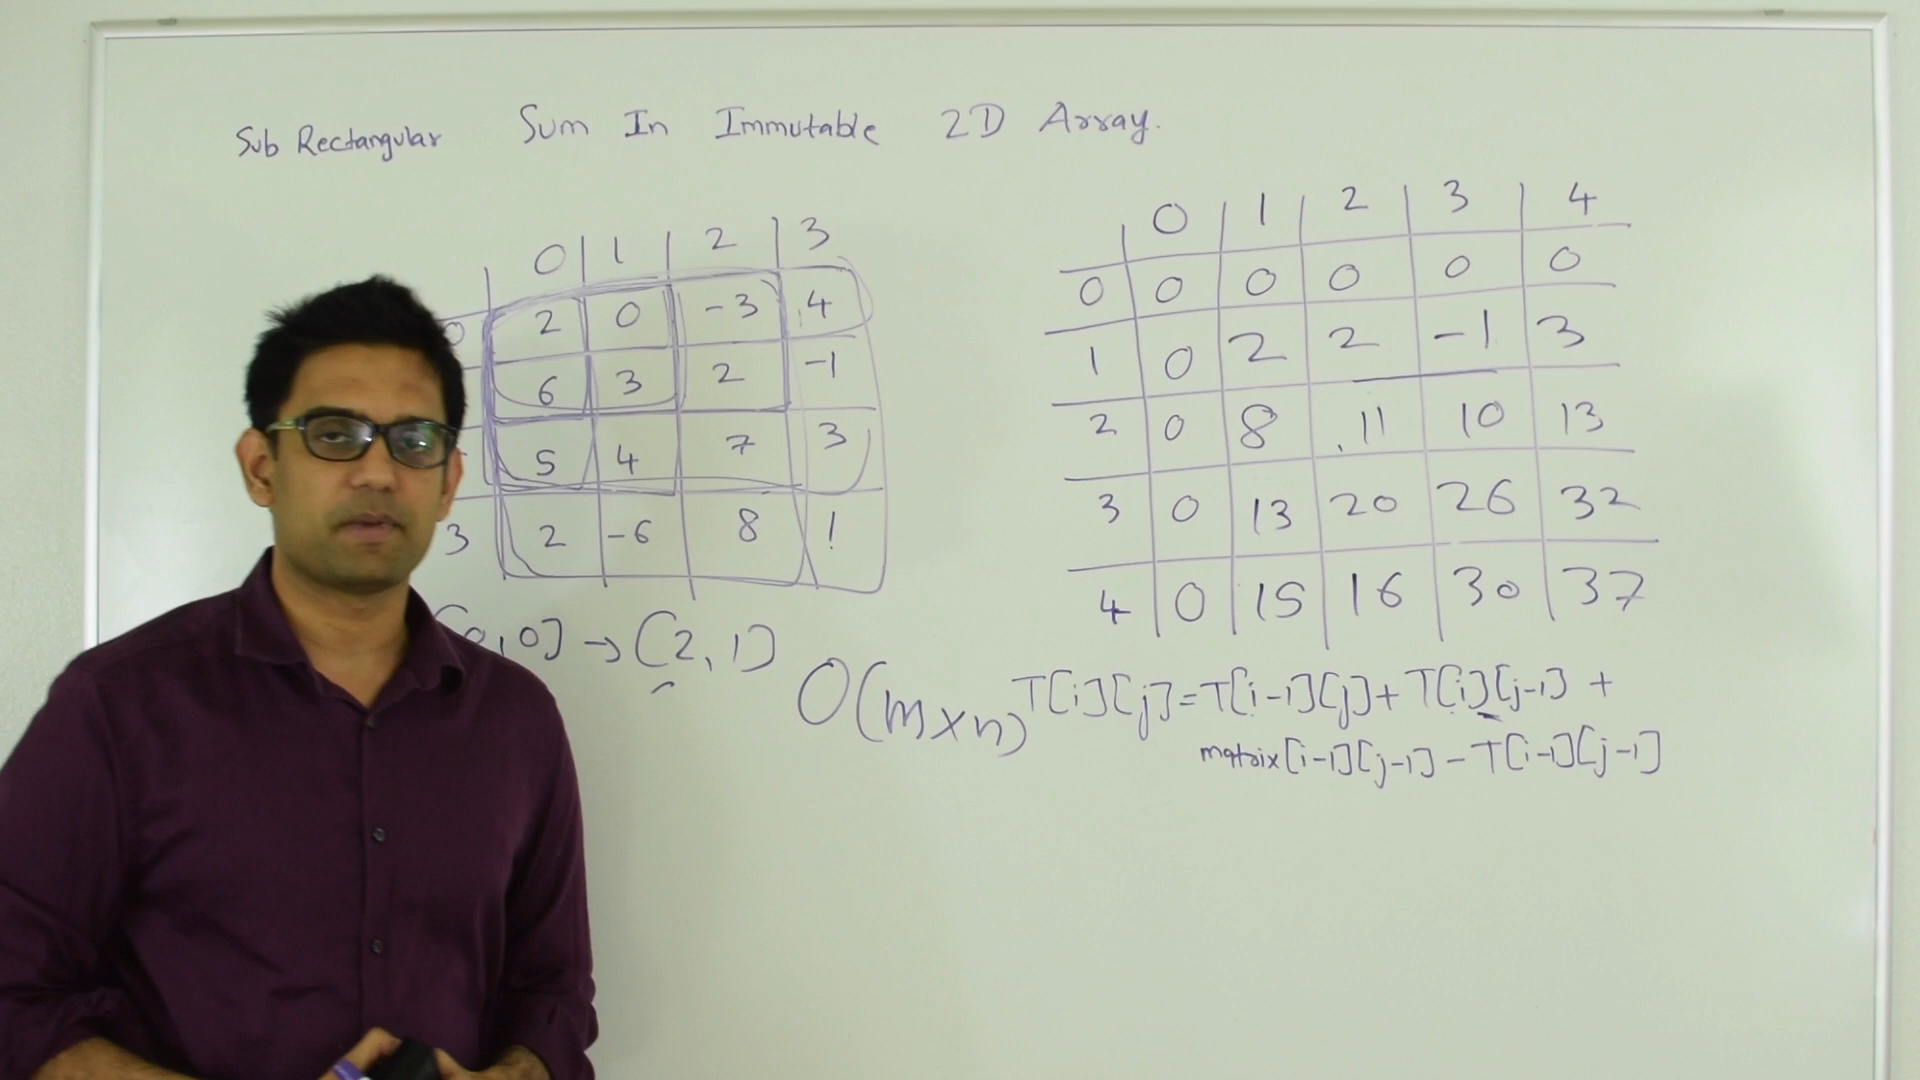 Sub Rectangular Sum In Immutable 2D Array.
0 1 2 3
0 2 0 -3 4
6 3 2 -1
5 4 7 3
3 2 -6 8 1
,0] → (2,1]
O(m×n)
0 1 2 3 4
0 0 0 0 0 0
1 0 2 2 -1 3
2 0 8 11 10 13
3 0 13 20 26 32
4 0 15 16 30 37
T[i][j]=T[i-1][j]+T[i][j-1] +
matrix[i-1][j-1]-T[i-1][j-1]